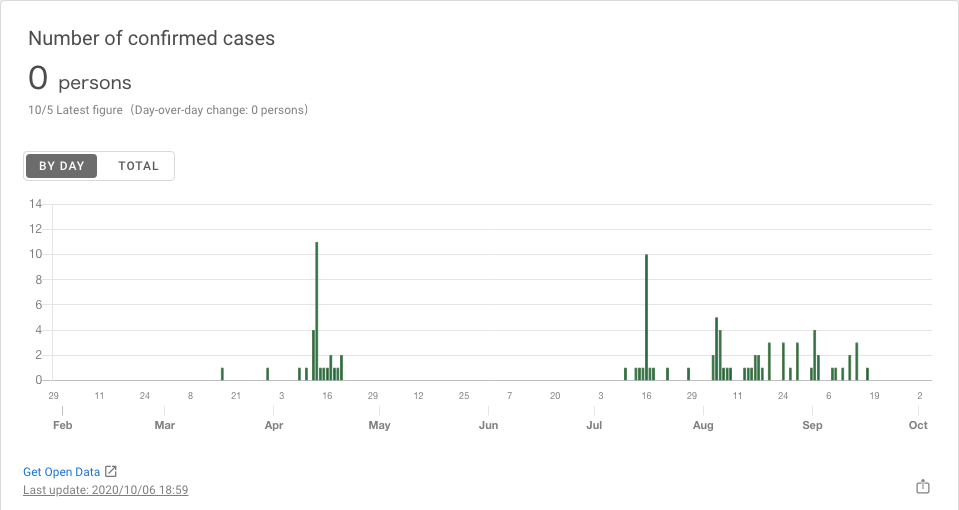 Number of confirmed cases
0 persons
10/5 Latest figure（Day-over-day change: 0 persons）
BY DAY TOTAL
14
12
10
8
6
4
2
0
29 11 24 8 21 3 16 29 12 25 7 20 3 16 29 11 24 6 19 2
Feb Mar Apr May Jun Jul Aug Sep Oct
Get Open Data
Last update: 2020/10/06 18:59